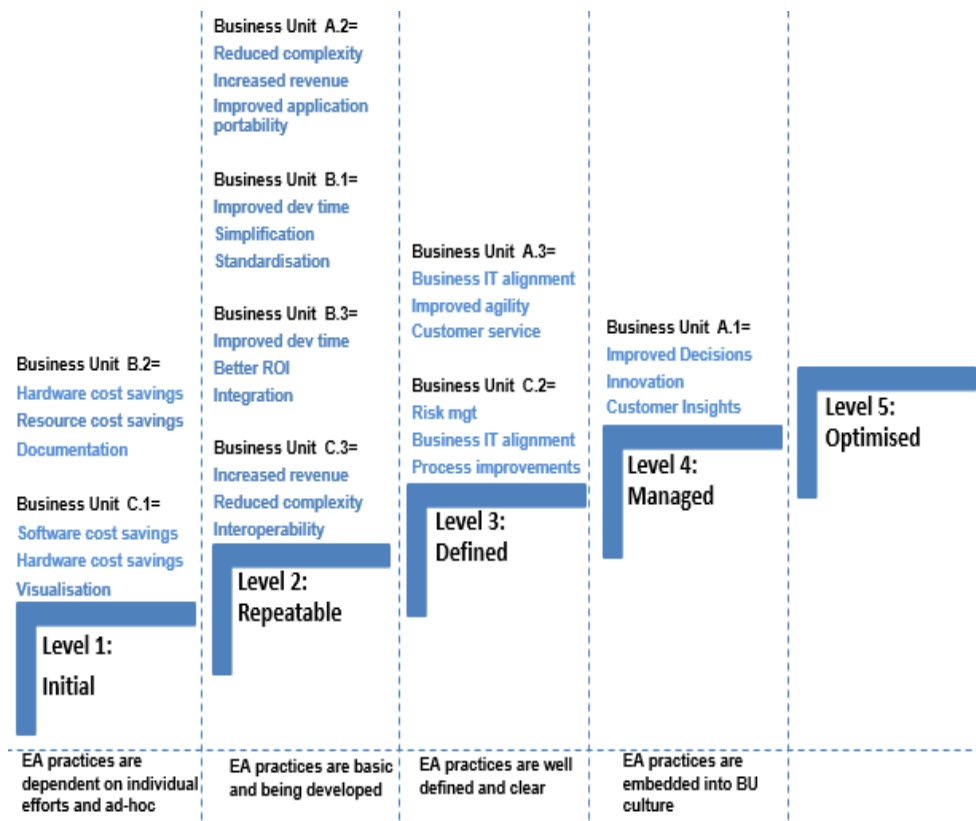 Business Unit B.2=
Hardware cost savings
Resource cost savings
Documentation
Business Unit C.1=
Software cost savings
Hardware cost savings
Visualisation
Level 1:
Initial
EA practices are
dependent on individual
efforts and ad-hoc
Business Unit A.2=
Reduced complexity
Increased revenue
Improved application
portability
Business Unit B.1=
Improved dev time
Simplification
Standardisation
Business Unit B.3=
Improved dev time
Better ROI
Integration
Business Unit C.3=
Increased revenue
Reduced complexity
Interoperability
Level 2:
Repeatable
EA practices are basic
and being developed
Business Unit A.3=
Business IT alignment
Improved agility
Customer service
Business Unit C.2=
Risk mgt
Business IT alignment
Process improvements
Level 3:
Defined
EA practices are well
defined and clear
Business Unit A.1=
Improved Decisions
Innovation
Customer Insights
Level 4:
Managed
EA practices are
embedded into BU
culture
Level 5:
Optimised